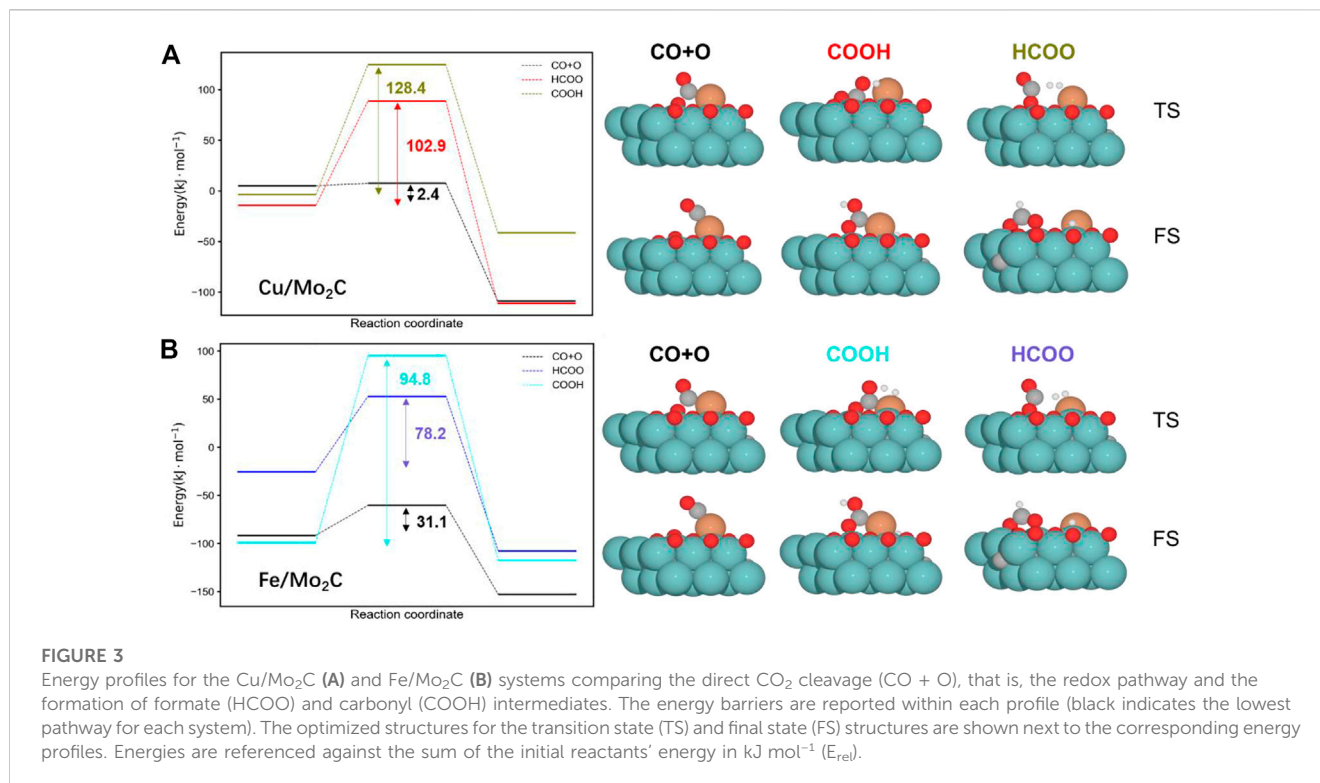 A
CO+O
HCOO
COOH
128.4
102.9
2.4
100
50
0
−50
−100
Energy(kJ·mol⁻¹)
Cu/Mo₂C
Reaction coordinate
CO+O
COOH
HCOO
TS
FS
B
CO+O
HCOO
COOH
94.8
78.2
31.1
100
50
0
−50
−100
−150
Energy(kJ·mol⁻¹)
Fe/Mo₂C
Reaction coordinate
CO+O
COOH
HCOO
TS
FS
FIGURE 3
Energy profiles for the Cu/Mo₂C (A) and Fe/Mo₂C (B) systems comparing the direct CO₂ cleavage (CO + O), that is, the redox pathway and the
formation of formate (HCOO) and carbonyl (COOH) intermediates. The energy barriers are reported within each profile (black indicates the lowest
pathway for each system). The optimized structures for the transition state (TS) and final state (FS) structures are shown next to the corresponding energy
profiles. Energies are referenced against the sum of the initial reactants’ energy in kJ mol⁻¹ (Eᵣₑₗ).